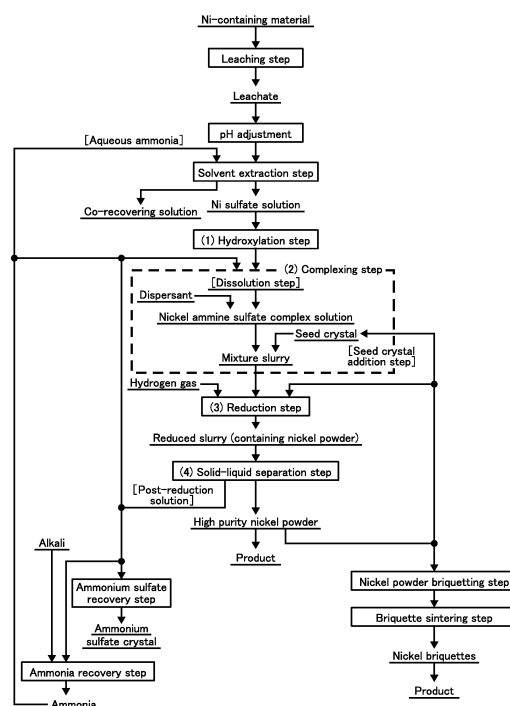 Ni-containing material
Leaching step
Leachate
pH adjustment
[Aqueous ammonia]
Solvent extraction step
Co-recovering solution
Ni sulfate solution
(1) Hydroxylation step
(2) Complexing step
[Dissolution step]
Dispersant
Nickel ammine sulfate complex solution
Seed crystal
Mixture slurry
[Seed crystal
addition step]
Hydrogen gas
(3) Reduction step
Reduced slurry (containing nickel powder)
(4) Solid-liquid separation step
[Post-reduction
solution]
High purity nickel powder
Product
Alkali
Ammonium sulfate
recovery step
Nickel powder briquetting step
Briquette sintering step
Ammonium
sulfate crystal
Nickel briquettes
Ammonia recovery step
Product
Ammonia